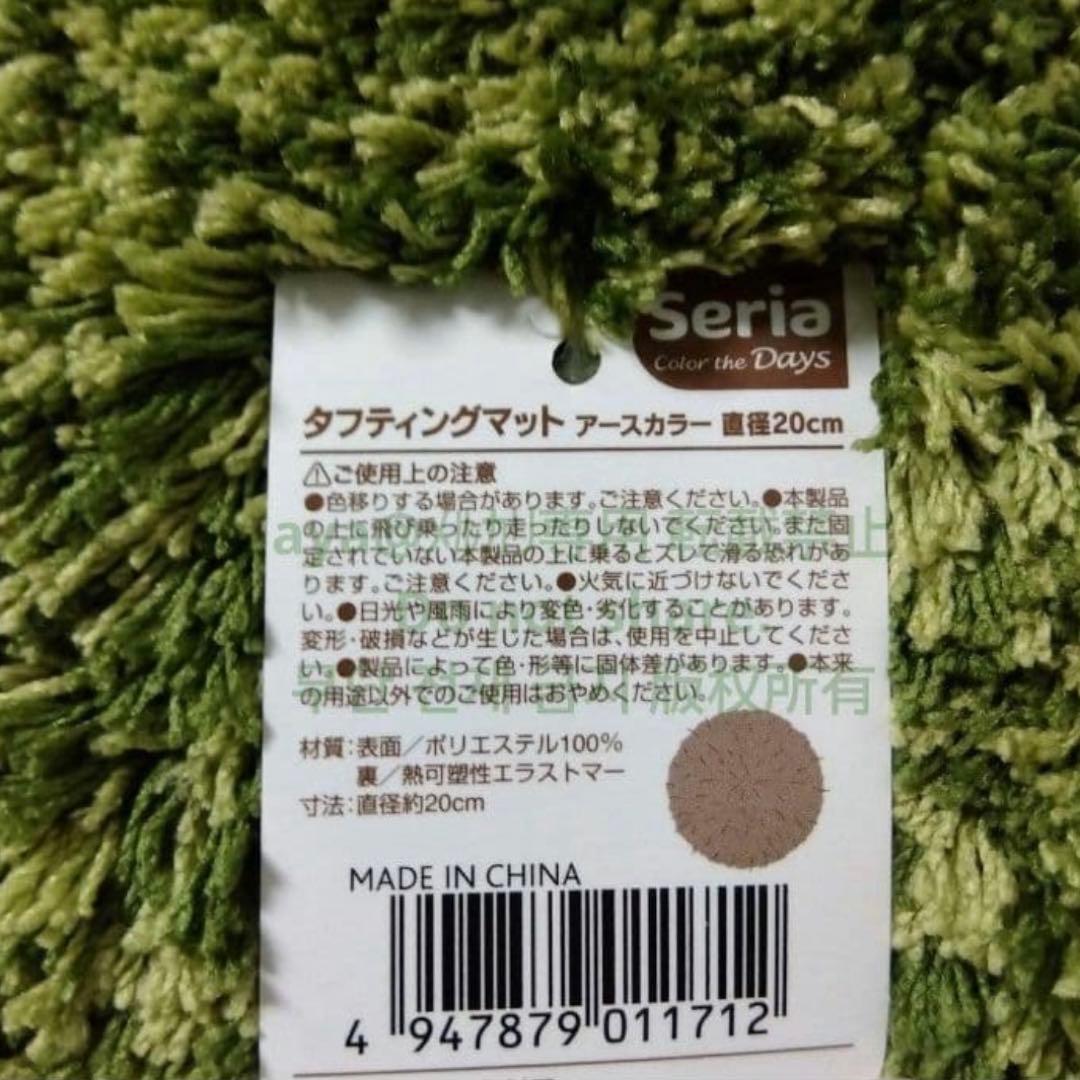 Seria
Color the Days
タフティングマット アースカラー 直径20cm
⚠ご使用上の注意
●色移りする場合があります。ご注意ください。●本製品
の上に飛び乗ったり走ったりしないでください。また固
定されていない本製品の上に乗るとズレて滑る恐れがあ
ります。ご注意ください。●火気に近づけないでくださ
い。●日光や風雨により変色・劣化することがあります。
変形・破損などが生じた場合は、使用を中止してくださ
い。●製品によって色・形等に固体差があります。●本来
の用途以外でのご使用はおやめください。
版权所有
材質:表面/ポリエステル100%
裏/熱可塑性エラストマー
寸法:直径約20cm
MADE IN CHINA
4 947879 011712